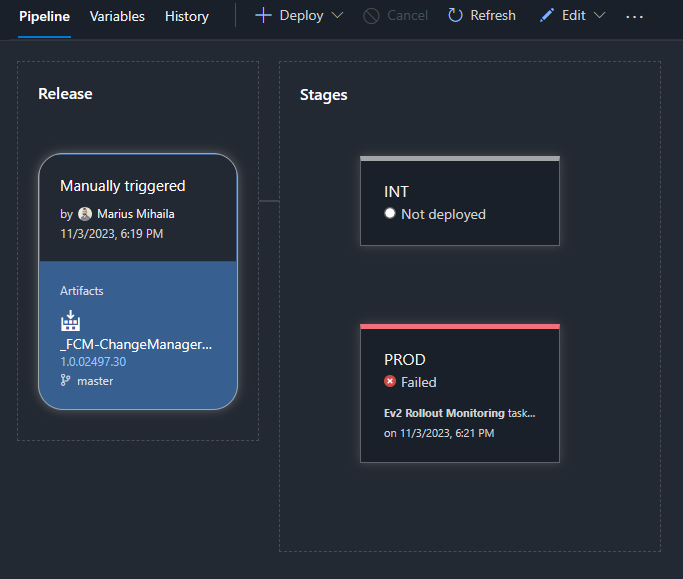 Pipeline Variables History Deploy Cancel Refresh Edit ...
Release
Manually triggered
by Marius Mihaila
11/3/2023, 6:19 PM
Artifacts
_FCM-ChangeManager...
1.0.02497.30
master
Stages
INT
Not deployed
PROD
Failed
Ev2 Rollout Monitoring task...
on 11/3/2023, 6:21 PM